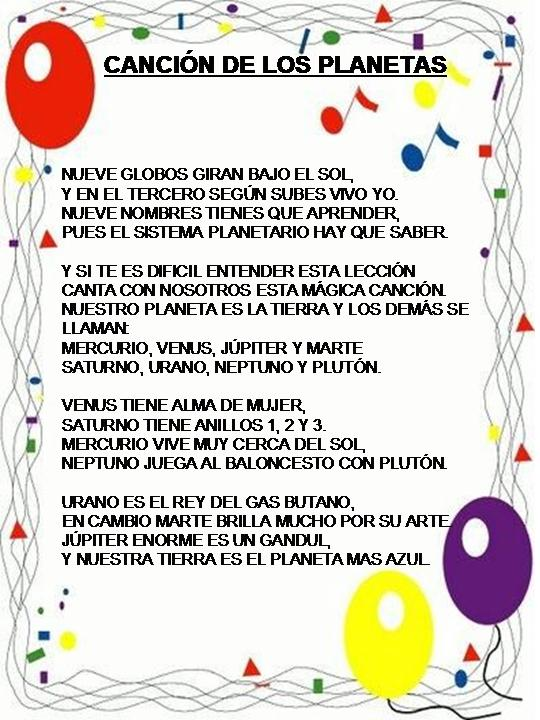 CANCIÓN DE LOS PLANETAS
NUEVE GLOBOS GIRAN BAJO EL SOL,
Y EN EL TERCERO SEGÚN SUBES VIVO YO.
NUEVE NOMBRES TIENES QUE APRENDER,
PUES EL SISTEMA PLANETARIO HAY QUE SABER.
Y SI TE ES DIFICIL ENTENDER ESTA LECCIÓN
CANTA CON NOSOTROS ESTA MÁGICA CANCIÓN.
NUESTRO PLANETA ES LA TIERRA Y LOS DEMÁS SE
LLAMAN:
MERCURIO, VENUS, JÚPITER Y MARTE
SATURNO, URANO, NEPTUNO Y PLUTÓN.
VENUS TIENE ALMA DE MUJER,
SATURNO TIENE ANILLOS 1, 2 Y 3.
MERCURIO VIVE MUY CERCA DEL SOL,
NEPTUNO JUEGA AL BALONCESTO CON PLUTÓN.
URANO ES EL REY DEL GAS BUTANO,
EN CAMBIO MARTE BRILLA MUCHO POR SU ARTE.
JÚPITER ENORME ES UN GANDUL,
Y NUESTRA TIERRA ES EL PLANETA MAS AZUL.